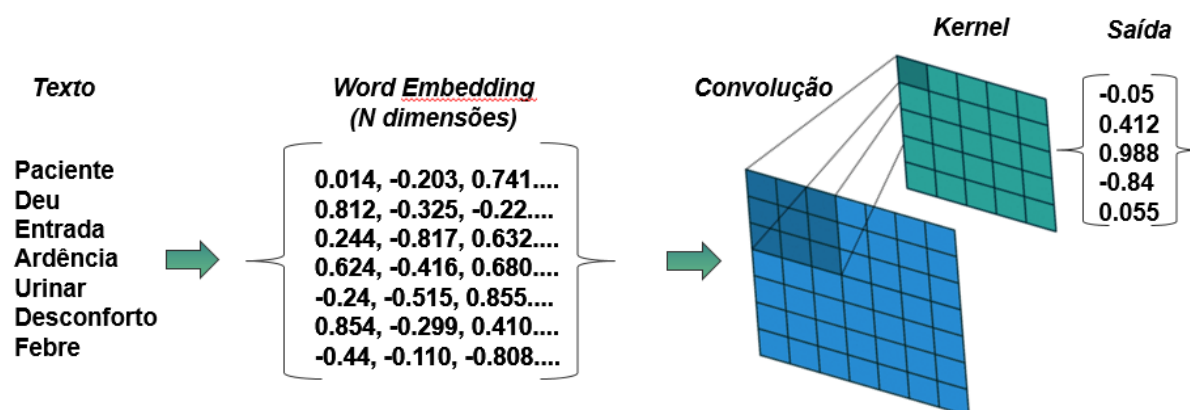 Texto
Paciente
Deu
Entrada
Ardência
Urinar
Desconforto
Febre
Word Embedding
(N dimensões)
0.014, -0.203, 0.741....
0.812, -0.325, -0.22....
0.244, -0.817, 0.632....
0.624, -0.416, 0.680....
-0.24, -0.515, 0.855....
0.854, -0.299, 0.410....
-0.44, -0.110, -0.808....
Convolução
Kernel
Saída
-0.05
0.412
0.988
-0.84
0.055